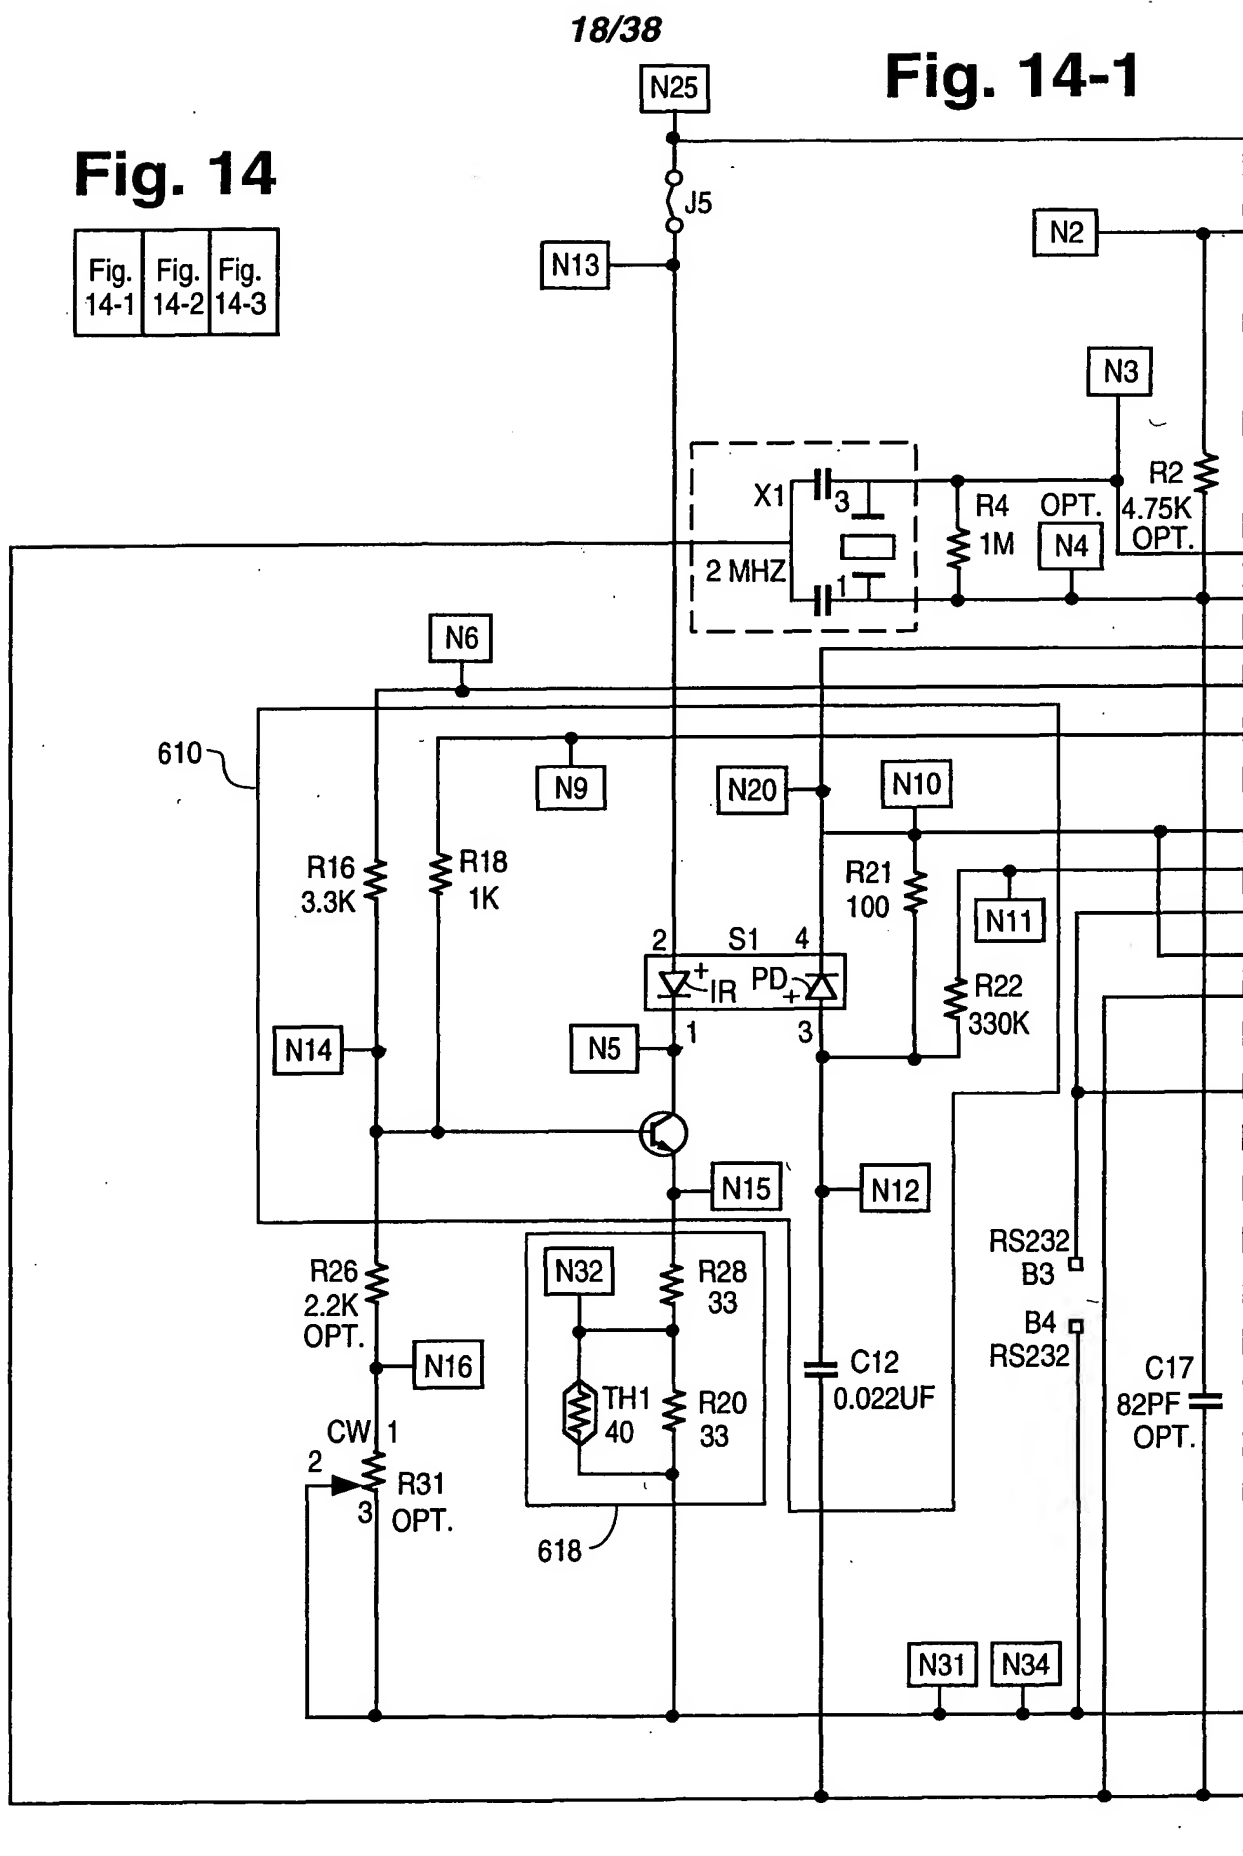 18/38
Fig. 14-1
N25
Fig. 14
J5
N2
N13
Fig. Fig. Fig.
14-1 14-2 14-3
N3
R2
4.75K
OPT.
X1
3
R4
1M
OPT.
N4
2 MHZ
1
N6
610
N9
N20
N10
R16
3.3K
R18
1K
R21
100
N11
2
S1
4
+
IR
PD
+
R22
330K
N14
N5
1
3
N15
N12
RS232
B3
R26
2.2K
OPT.
N32
R28
33
B4
RS232
N16
C12
0.022UF
C17
82PF
OPT.
TH1
40
R20
33
CW
1
2
R31
OPT.
3
618
N31
N34